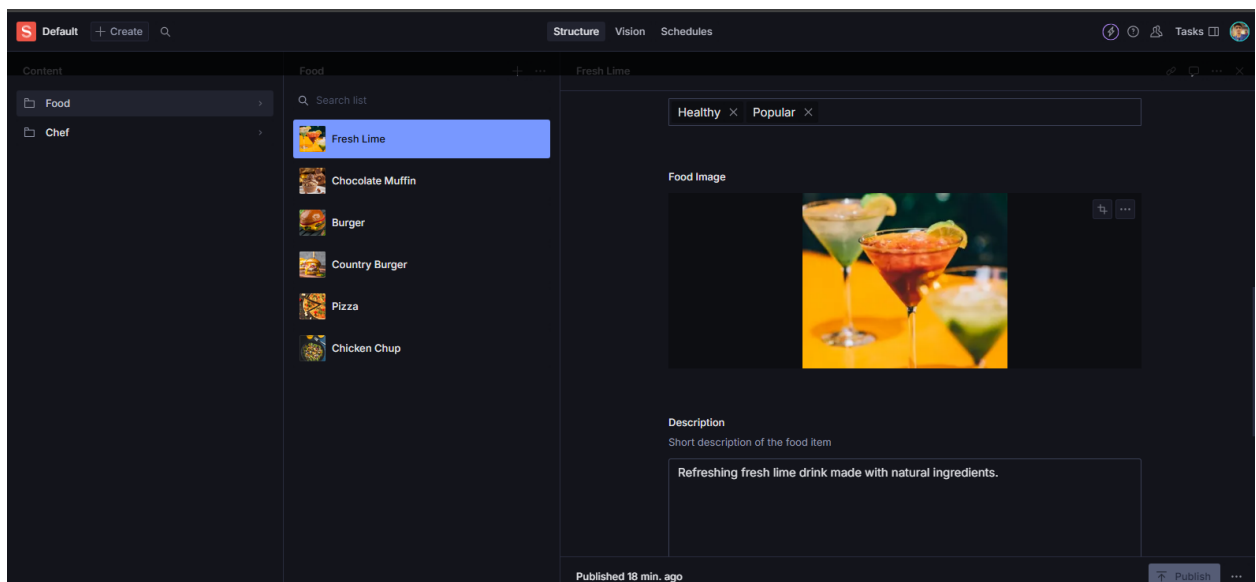 S Default + Create Structure Vision Schedules Tasks
Content
Food
Chef
Food
Search list
Fresh Lime
Chocolate Muffin
Burger
Country Burger
Pizza
Chicken Chup
Fresh Lime
Healthy × Popular ×
Food Image
Description
Short description of the food item
Refreshing fresh lime drink made with natural ingredients.
Published 18 min. ago
Publish